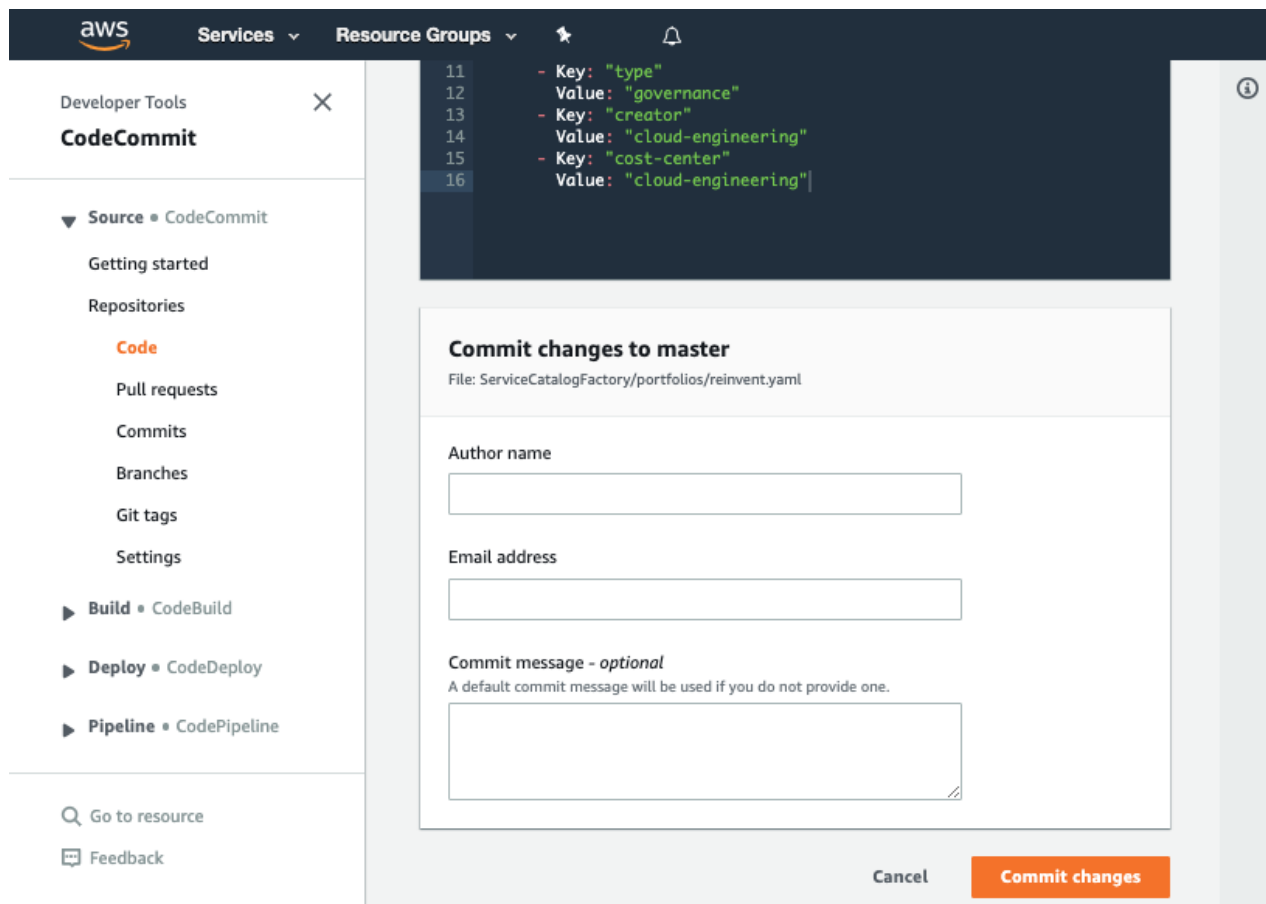 aws
Services
Resource Groups
Developer Tools
CodeCommit
Source • CodeCommit
Getting started
Repositories
Code
Pull requests
Commits
Branches
Git tags
Settings
Build • CodeBuild
Deploy • CodeDeploy
Pipeline • CodePipeline
Go to resource
Feedback
11 - Key: "type"
12 Value: "governance"
13 - Key: "creator"
14 Value: "cloud-engineering"
15 - Key: "cost-center"
16 Value: "cloud-engineering"
Commit changes to master
File: ServiceCatalogFactory/portfolios/reinvent.yaml
Author name
Email address
Commit message - optional
A default commit message will be used if you do not provide one.
Cancel
Commit changes